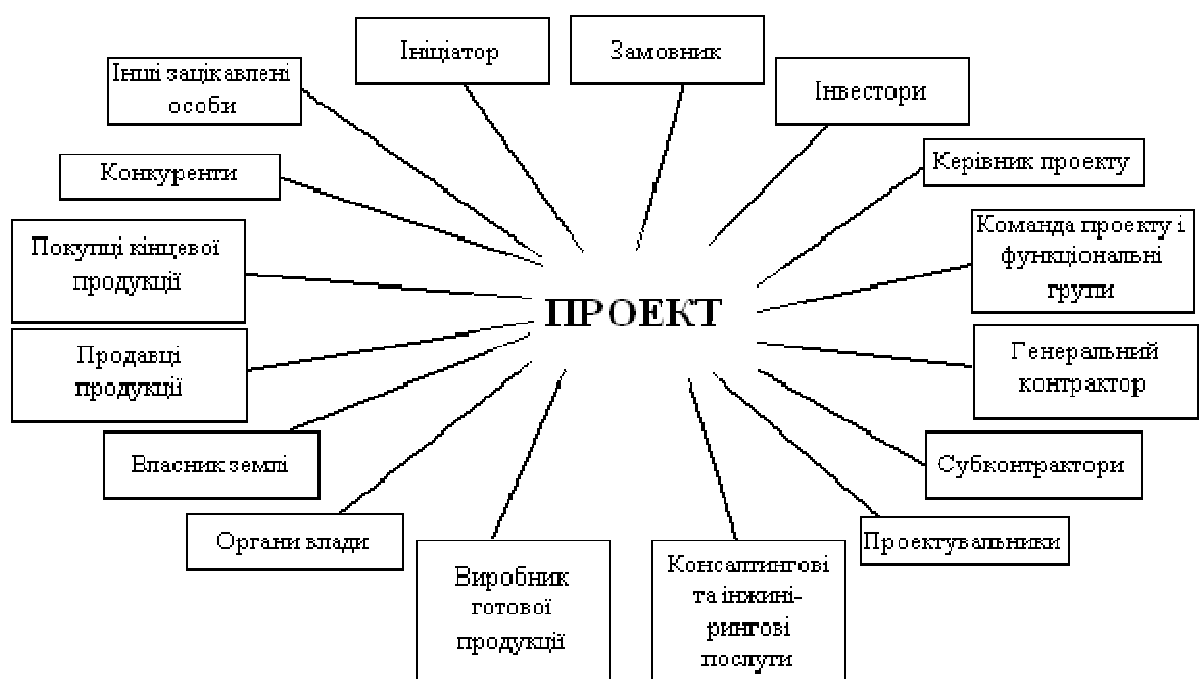 Ініціатор
Замовник
Інвестори
Інші зацікавлені
особи
Керівник проекту
Конкуренти
Команда проекту і
функціональні
групи
Покупці кінцевої
продукції
ПРОЕКТ
Генеральний
контрактор
Продавці
продукції
Субконтрактори
Власник землі
Проектувальники
Органи влади
Виробник
готової
продукції
Консалтингові
та інжині-
рингові
послуги